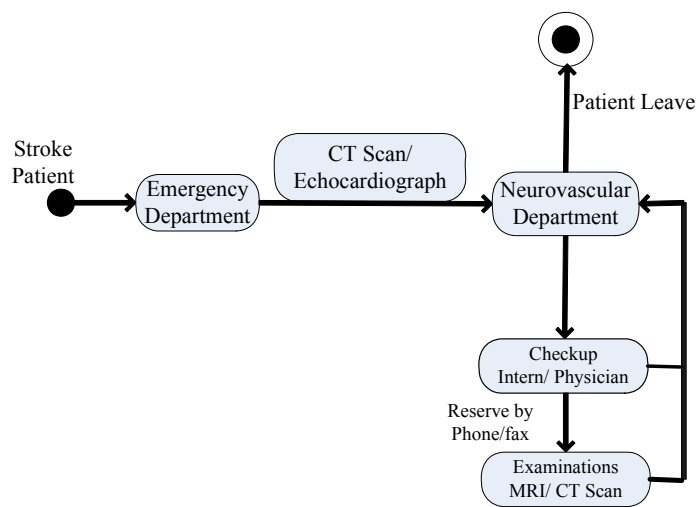 Patient Leave
Stroke
Patient
CT Scan/
Echocardiograph
Emergency
Department
Neurovascular
Department
Checkup
Intern/ Physician
Reserve by
Phone/fax
Examinations
MRI/ CT Scan